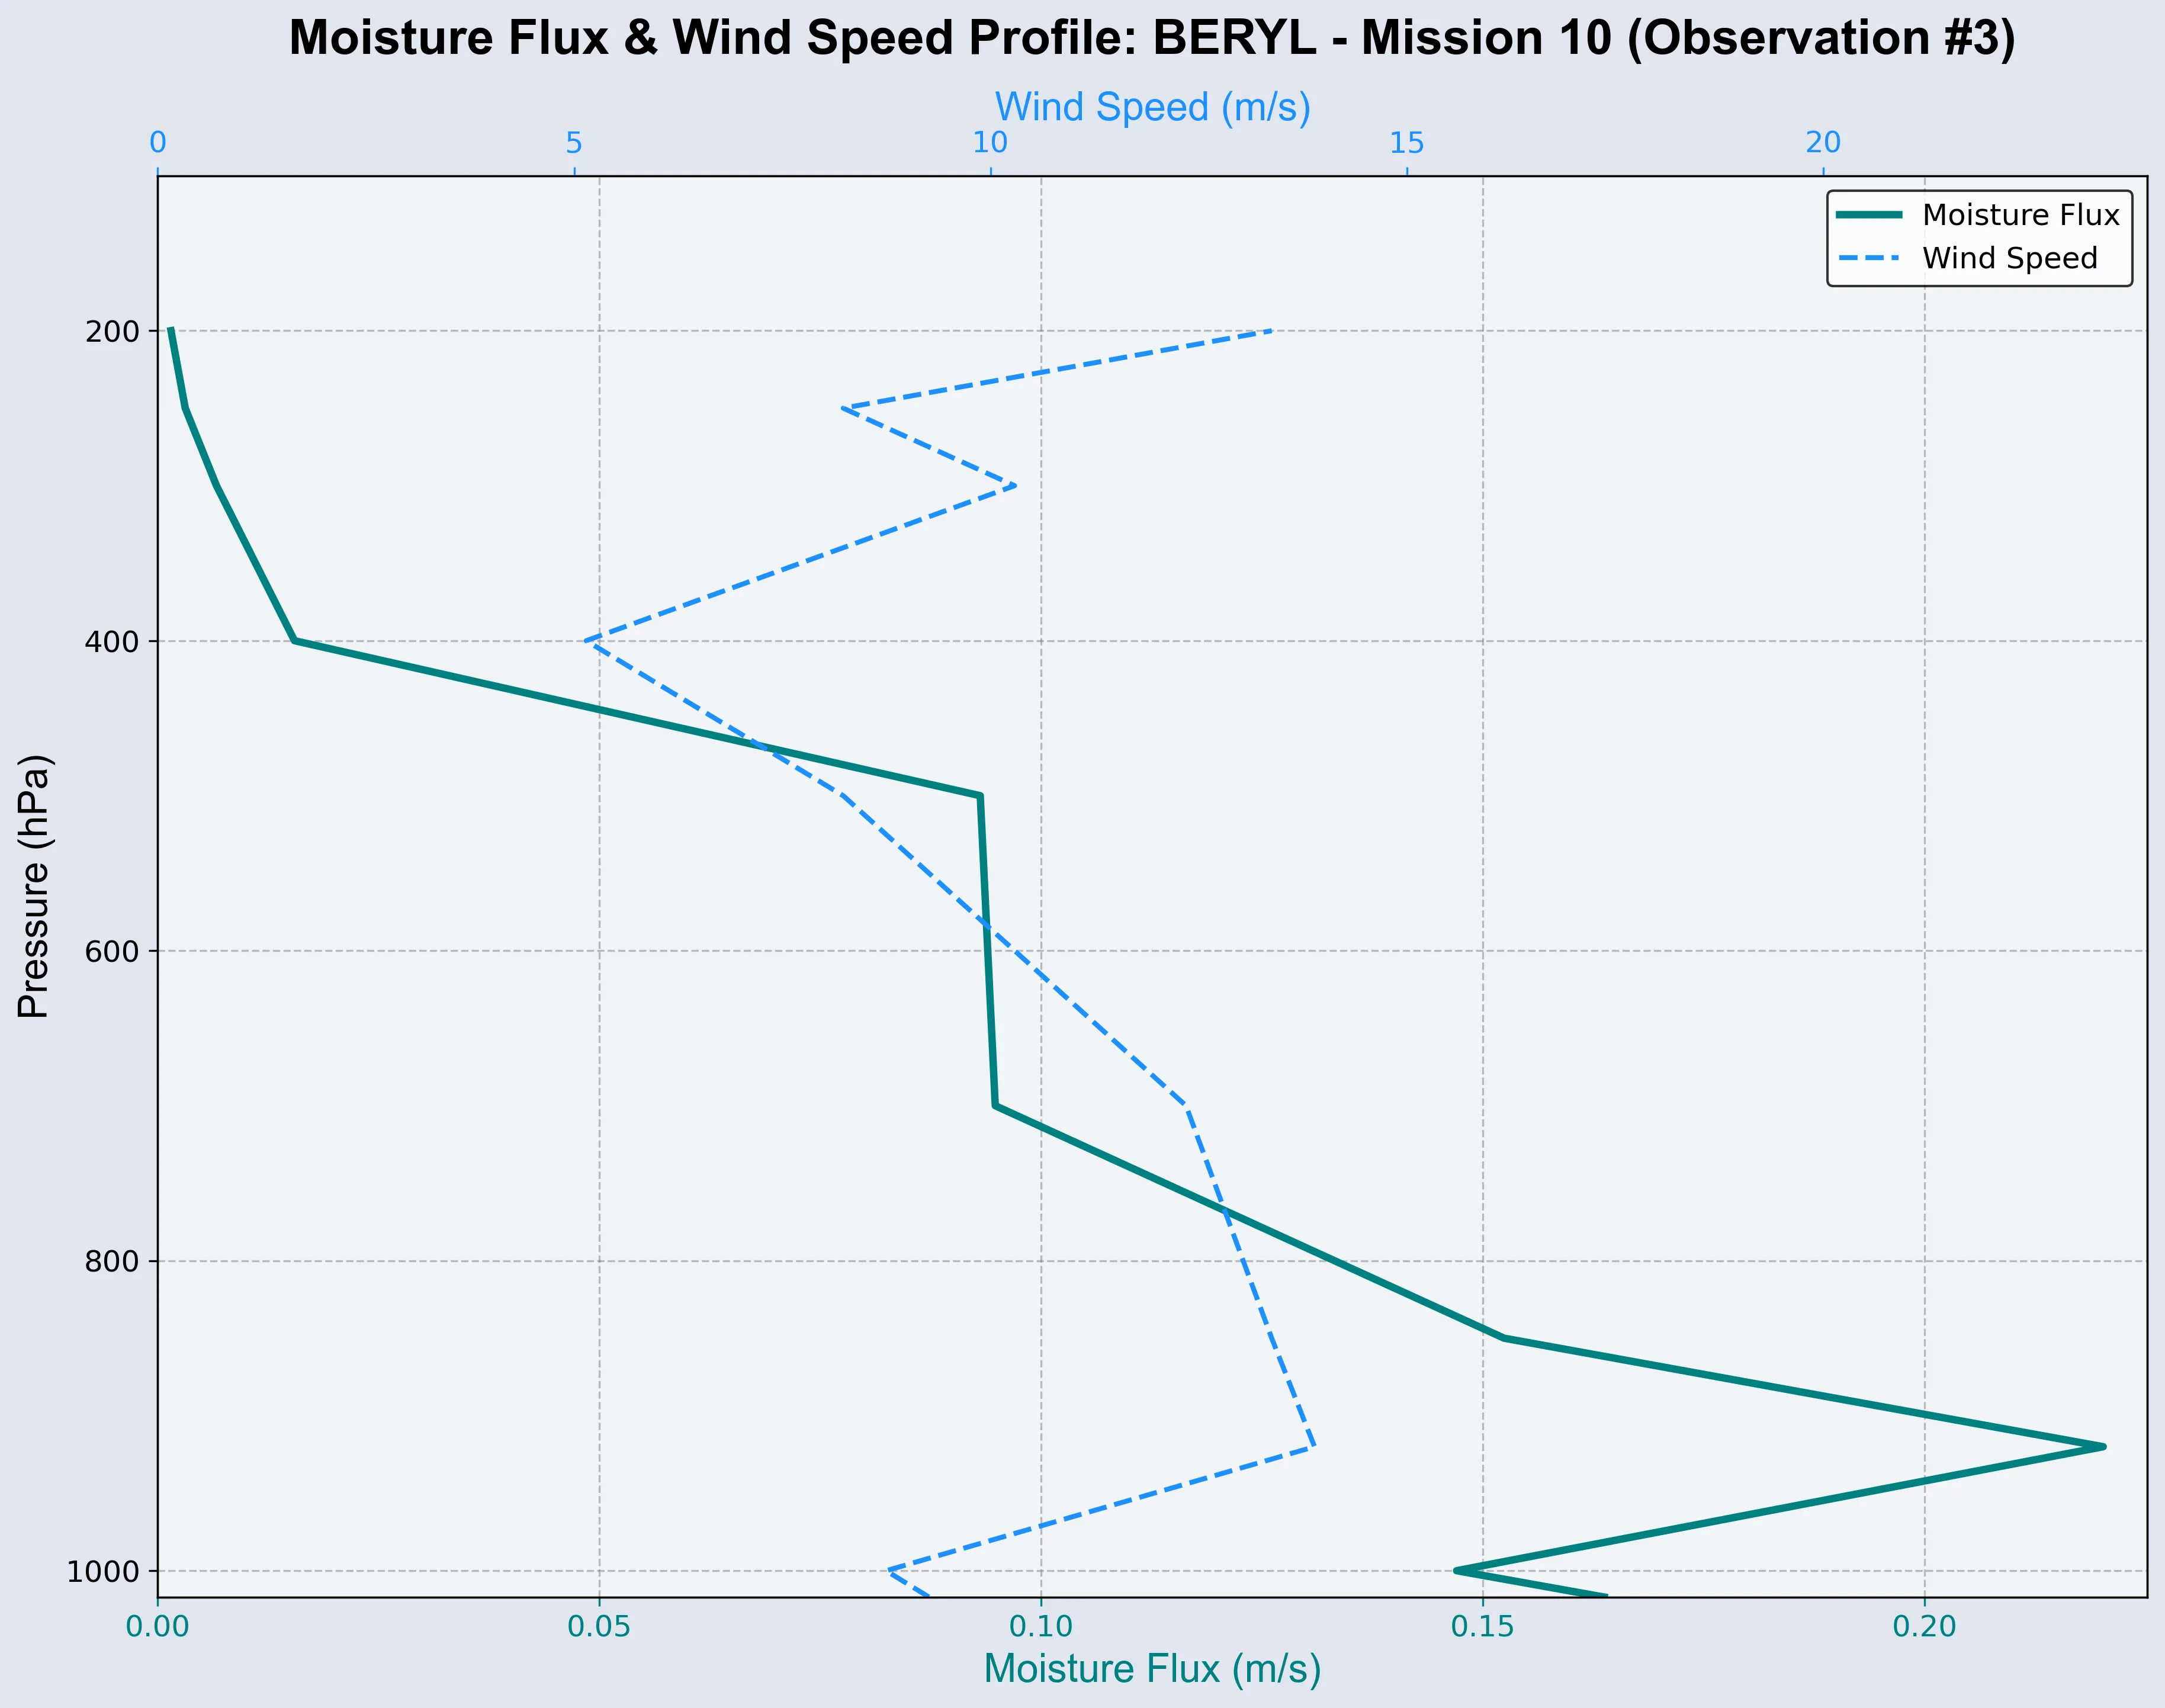 Moisture Flux & Wind Speed Profile: BERYL - Mission 10 (Observation #3)
Wind Speed (m/s)
0 5 10 15 20
Moisture Flux
Wind Speed
200
400
600
800
1000
Pressure (hPa)
0.00 0.05 0.10 0.15 0.20
Moisture Flux (m/s)